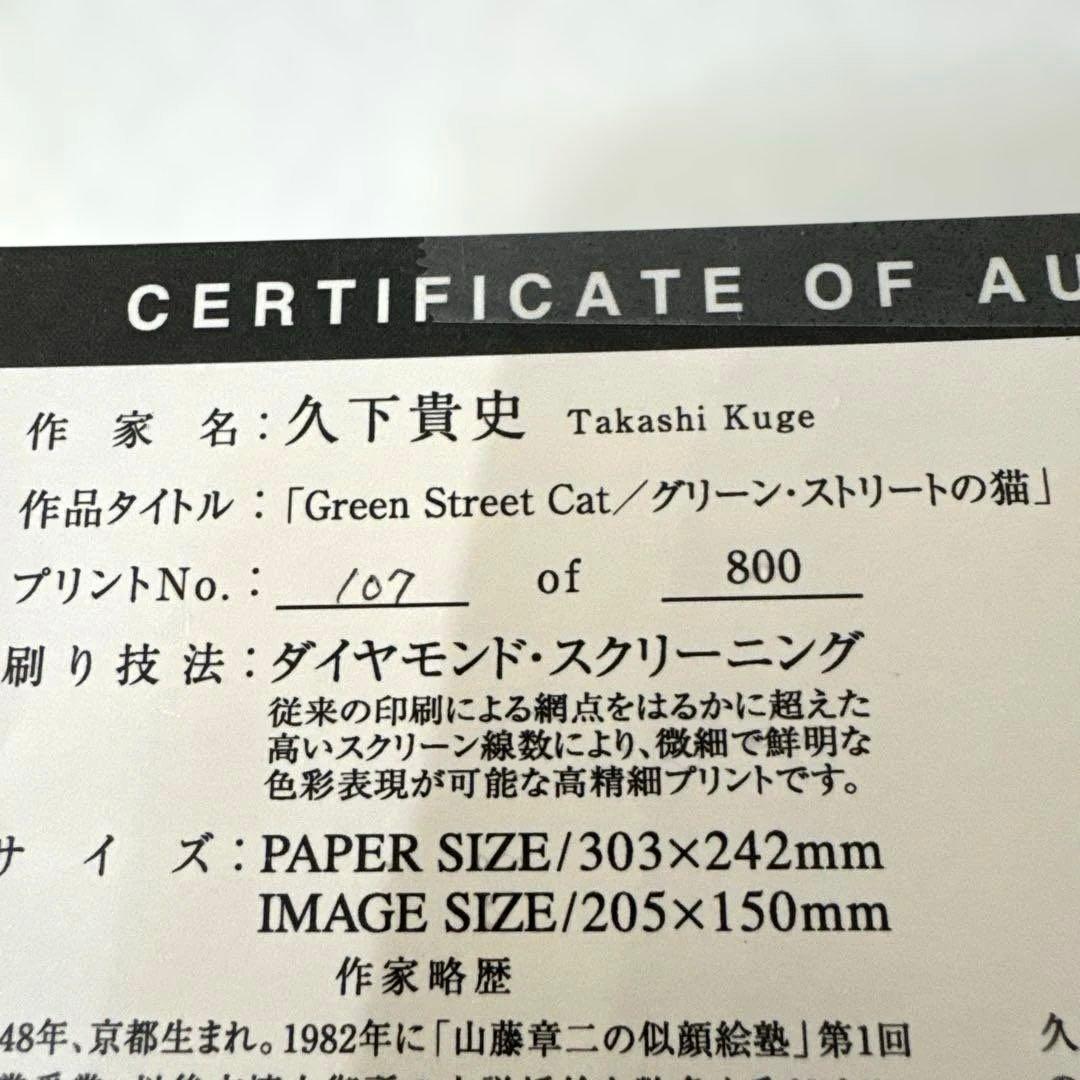 CERTIFICATE OF AU
作家名：久下貴史 Takashi Kuge
作品タイトル：「Green Street Cat／グリーン・ストリートの猫」
プリントNo.： 107 of 800
刷り技法：ダイヤモンド・スクリーニング
従来の印刷による網点をはるかに超えた
高いスクリーン線数により、微細で鮮明な
色彩表現が可能な高精細プリントです。
サイズ：PAPER SIZE/303×242mm
IMAGE SIZE/205×150mm
作家略歴
48年、京都生まれ。1982年に「山藤章二の似顔絵塾」第1回
久